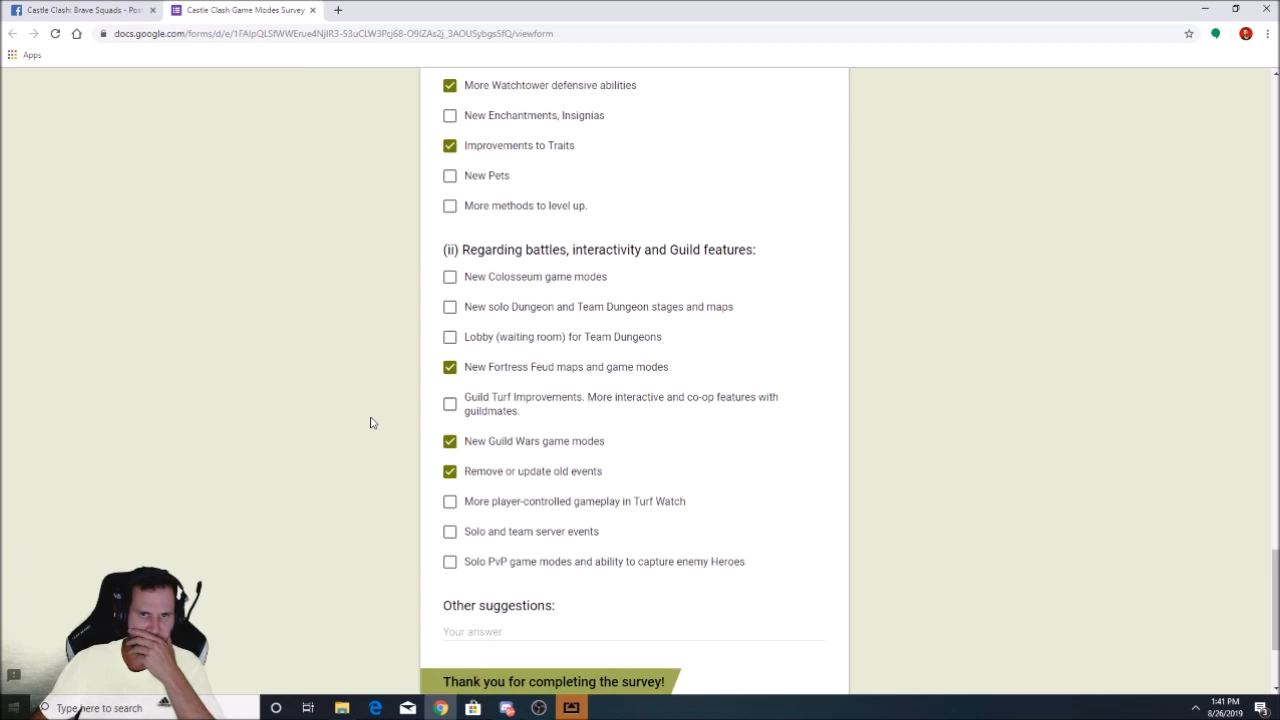 Castle Clash: Brave Squads - Pos
Castle Clash Game Modes Survey
Apps
More Watchtower defensive abilities
New Enchantments, Insignias
Improvements to Traits
New Pets
More methods to level up.
(ii) Regarding battles, interactivity and Guild features:
New Colosseum game modes
New solo Dungeon and Team Dungeon stages and maps
Lobby (waiting room) for Team Dungeons
New Fortress Feud maps and game modes
Guild Turf Improvements. More interactive and co-op features with
guildmates.
New Guild Wars game modes
Remove or update old events
More player-controlled gameplay in Turf Watch
Solo and team server events
Solo PvP game modes and ability to capture enemy Heroes
Other suggestions:
Your answer
Thank you for completing the survey!
Type here to search
1:41 PM
8/26/2019